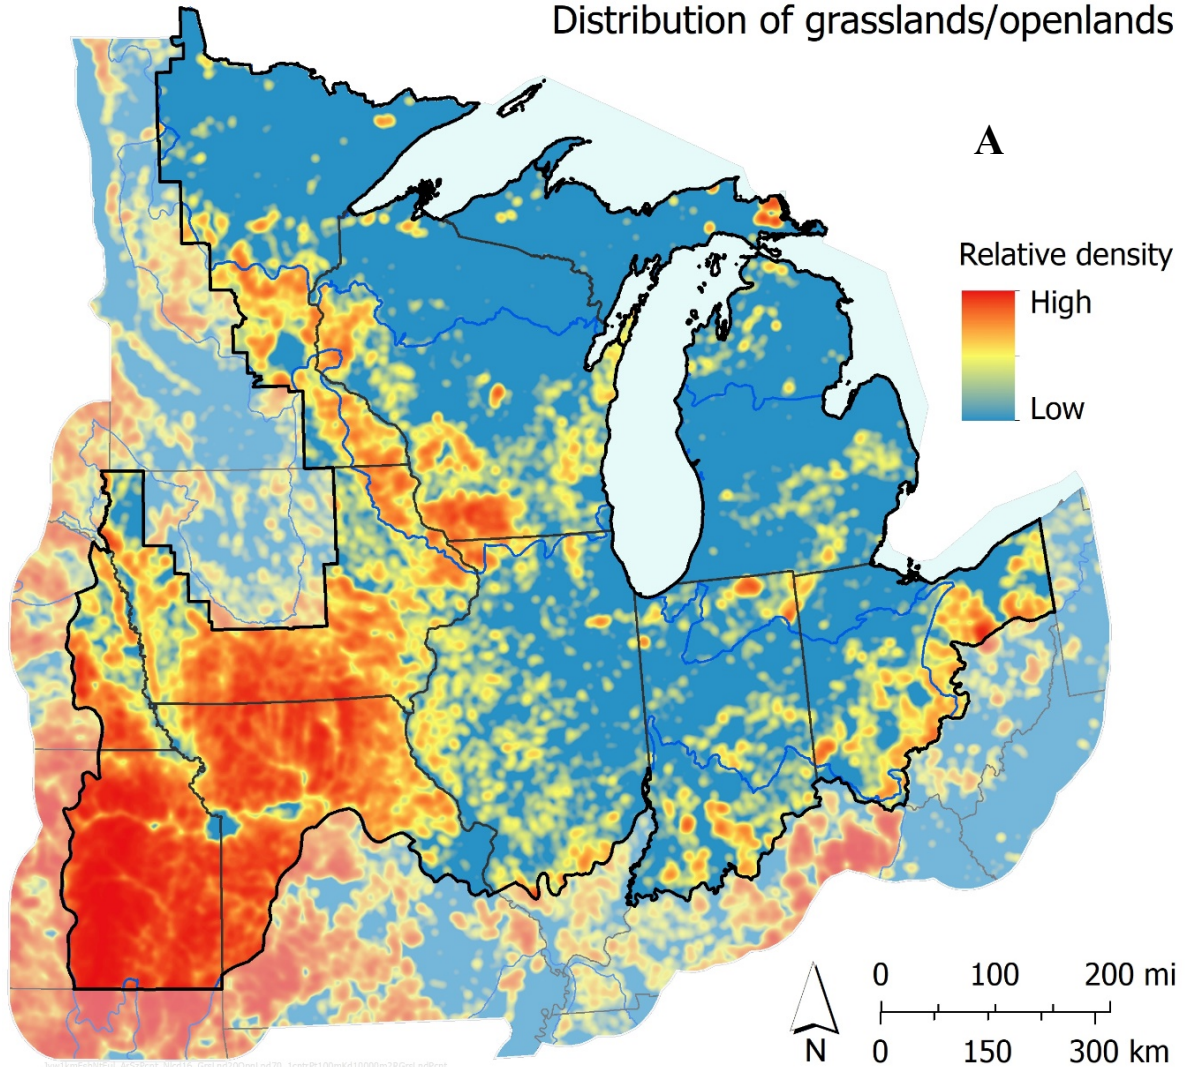 Distribution of grasslands/openlands
A
Relative density
High
Low
0 100 200 mi
0 150 300 km
N